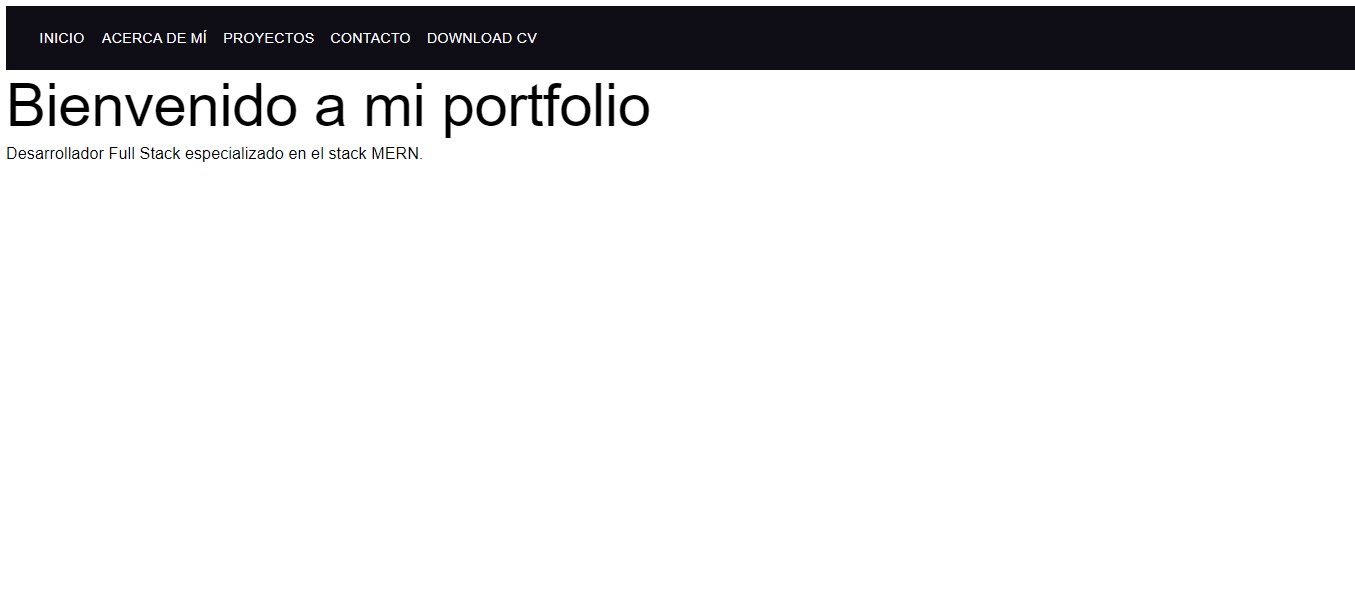 INICIO ACERCA DE MÍ PROYECTOS CONTACTO DOWNLOAD CV
Bienvenido a mi portfolio
Desarrollador Full Stack especializado en el stack MERN.